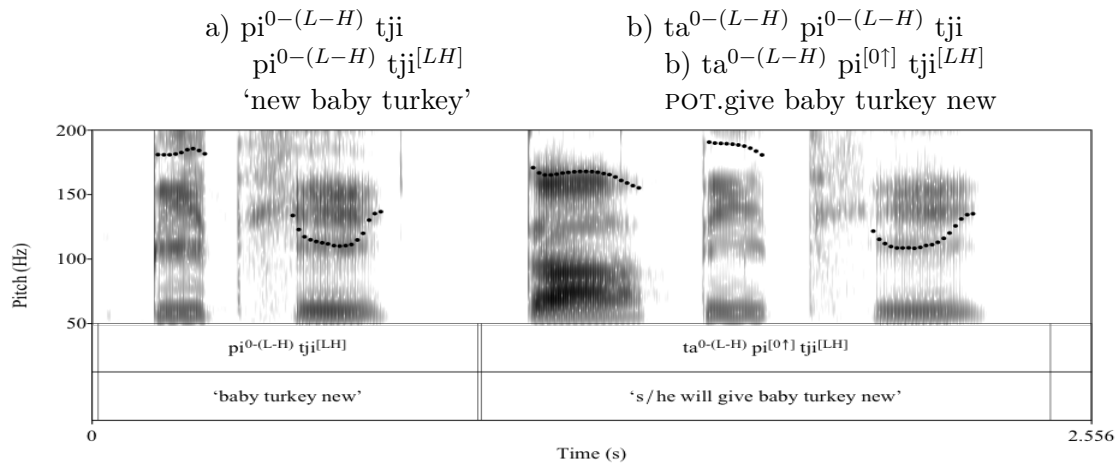 a) pi⁰⁻⁽ᴸ⁻ᴴ⁾ tji
pi⁰⁻⁽ᴸ⁻ᴴ⁾ tji[ᴸᴴ]
‘new baby turkey’
b) ta⁰⁻⁽ᴸ⁻ᴴ⁾ pi⁰⁻⁽ᴸ⁻ᴴ⁾ tji
b) ta⁰⁻⁽ᴸ⁻ᴴ⁾ pi[⁰↑] tji[ᴸᴴ]
POT.give baby turkey new
200
150
100
50
Pitch (Hz)
pi⁰⁻⁽ᴸ⁻ᴴ⁾ tji[ᴸᴴ]
ta⁰⁻⁽ᴸ⁻ᴴ⁾ pi[⁰↑] tji[ᴸᴴ]
‘baby turkey new’
‘s/he will give baby turkey new’
0
2.556
Time (s)